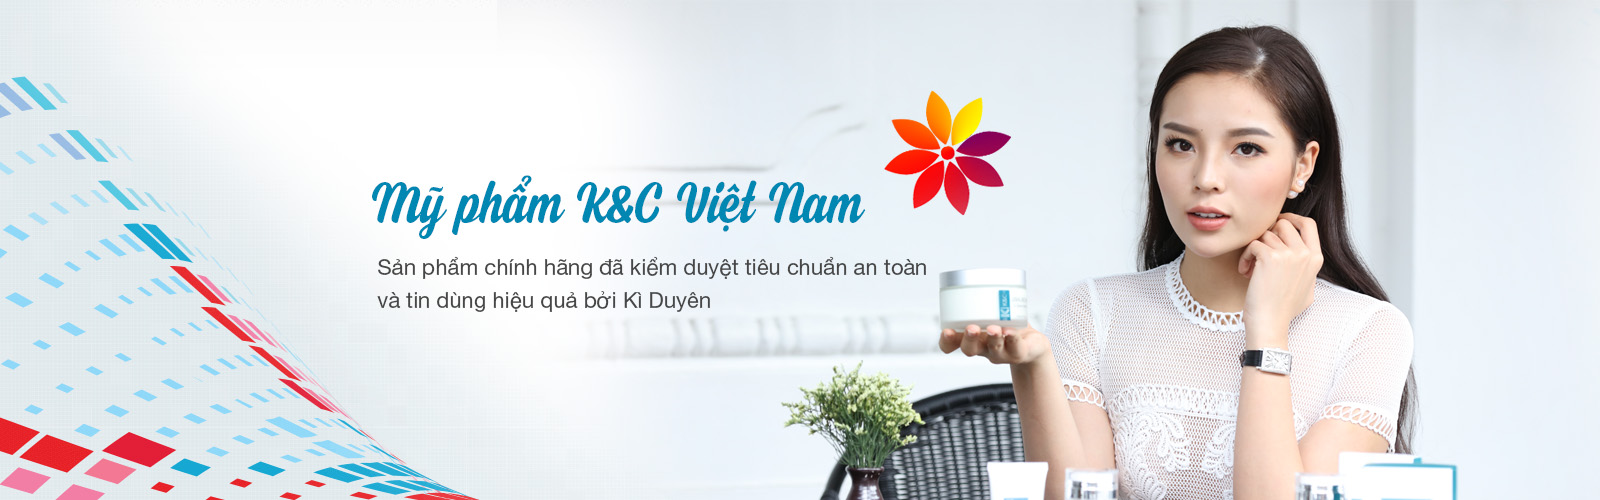 Mỹ phẩm K&C Việt Nam
Sản phẩm chính hãng đã kiểm duyệt tiêu chuẩn an toàn
và tin dùng hiệu quả bởi Kì Duyên
K&C